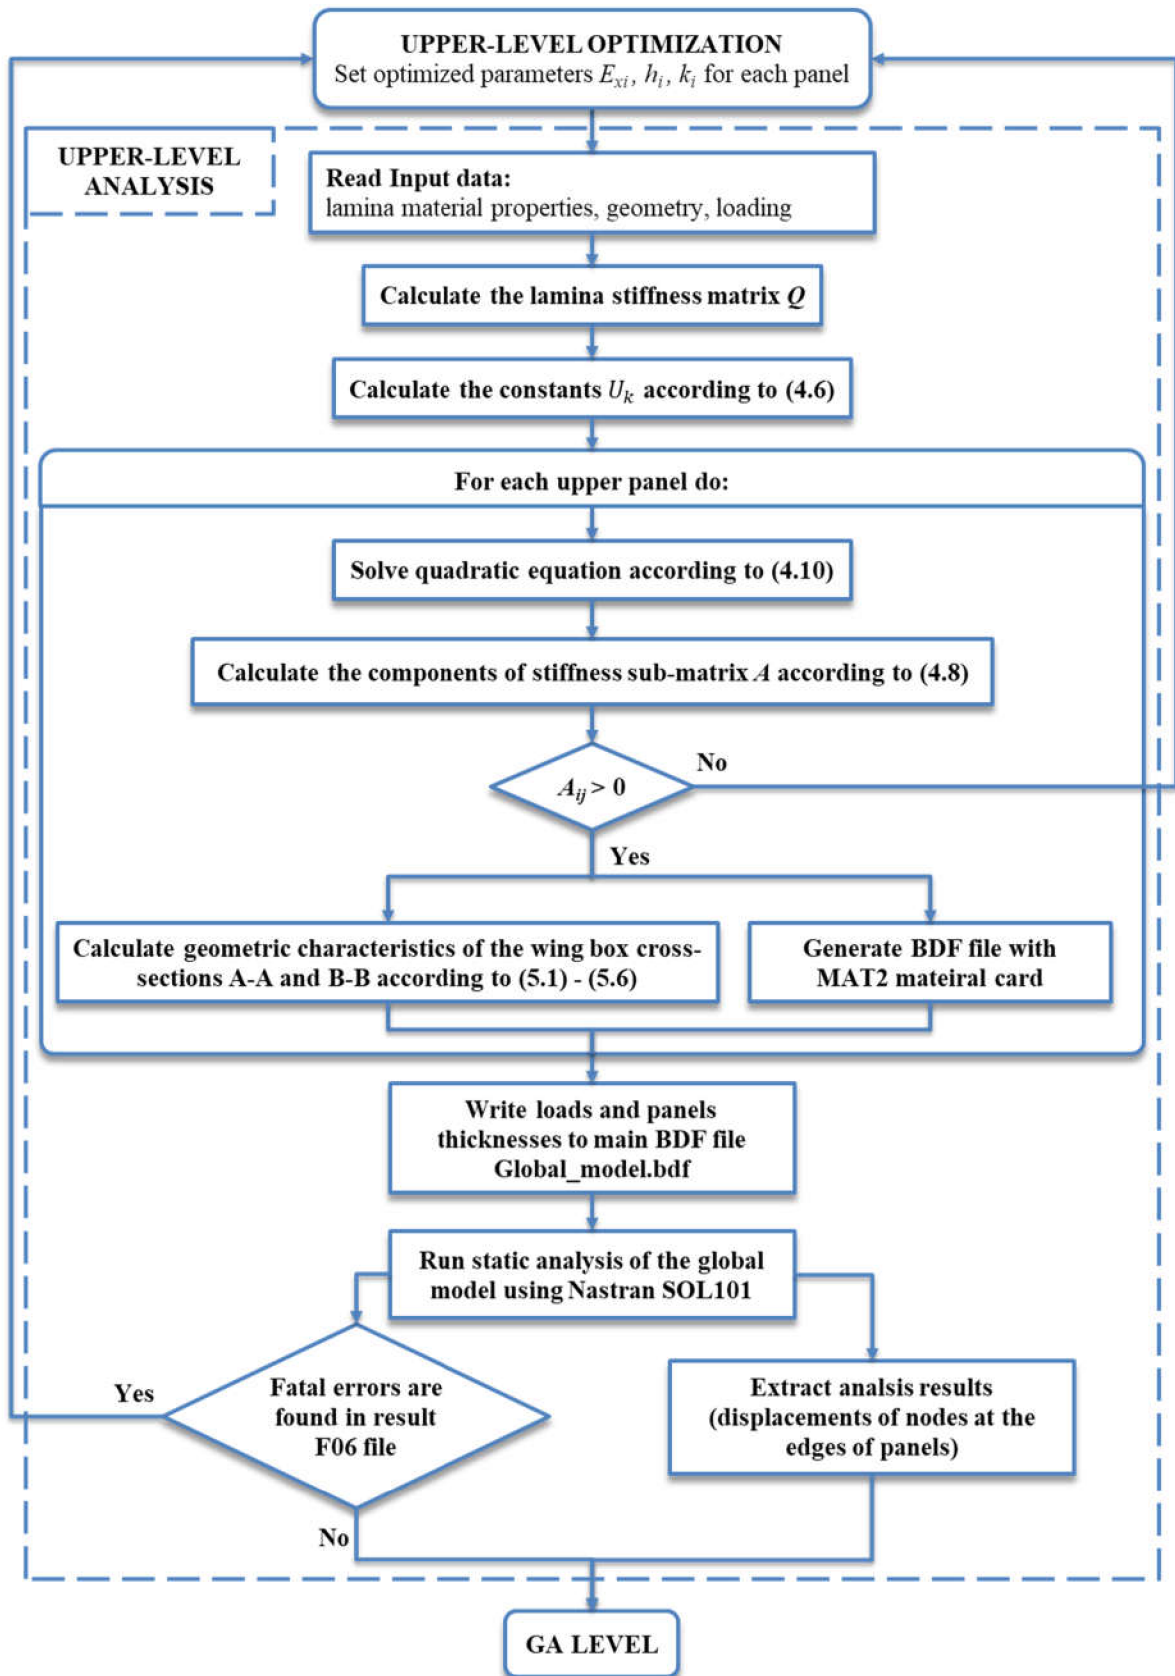 UPPER-LEVEL OPTIMIZATION
Set optimized parameters Exi, hi, ki for each panel
UPPER-LEVEL
ANALYSIS
Read Input data:
lamina material properties, geometry, loading
Calculate the lamina stiffness matrix Q
Calculate the constants Uk according to (4.6)
For each upper panel do:
Solve quadratic equation according to (4.10)
Calculate the components of stiffness sub-matrix A according to (4.8)
Aij > 0
No
Yes
Calculate geometric characteristics of the wing box cross-
sections A-A and B-B according to (5.1) - (5.6)
Generate BDF file with
MAT2 mateiral card
Write loads and panels
thicknesses to main BDF file
Global_model.bdf
Run static analysis of the global
model using Nastran SOL101
Yes
Fatal errors are
found in result
F06 file
No
Extract analsis results
(displacements of nodes at the
edges of panels)
GA LEVEL